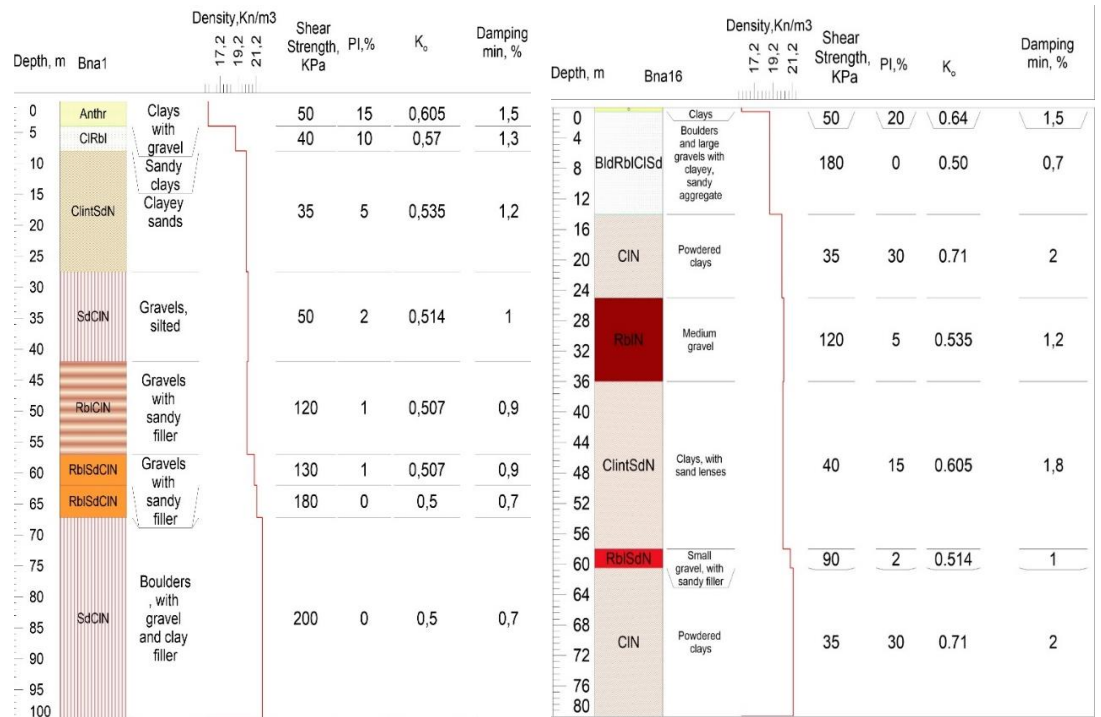 Density,Kn/m3
Depth, m Bna1
17,2 19,2 21,2
Shear Strength, KPa
PI,%
Ko
Damping min, %
0
5
10
15
20
25
30
35
40
45
50
55
60
65
70
75
80
85
90
95
100
Anthr
Clays with gravel
50 15 0,605 1,5
ClRbl
Sandy clays
40 10 0,57 1,3
ClintSdN
Clayey sands
35 5 0,535 1,2
SdClN
Gravels, silted
50 2 0,514 1
RblClN
Gravels with sandy filler
120 1 0,507 0,9
RblSdClN
Gravels with sandy filler
130 1 0,507 0,9
RblSdClN
180 0 0,5 0,7
SdClN
Boulders , with gravel and clay filler
200 0 0,5 0,7
Density,Kn/m3
Depth, m Bna16
17,2 19,2 21,2
Shear Strength, KPa
PI,%
Ko
Damping min, %
0
4
8
12
16
20
24
28
32
36
40
44
48
52
56
60
64
68
72
76
80
Clays
50 20 0.64 1,5
BldRblClSd
Boulders and large gravels with clayey, sandy aggregate
180 0 0.50 0,7
ClN
Powdered clays
35 30 0.71 2
RblN
Medium gravel
120 5 0.535 1,2
ClintSdN
Clays, with sand lenses
40 15 0.605 1,8
RblSdN
Small gravel, with sandy filler
90 2 0.514 1
ClN
Powdered clays
35 30 0.71 2